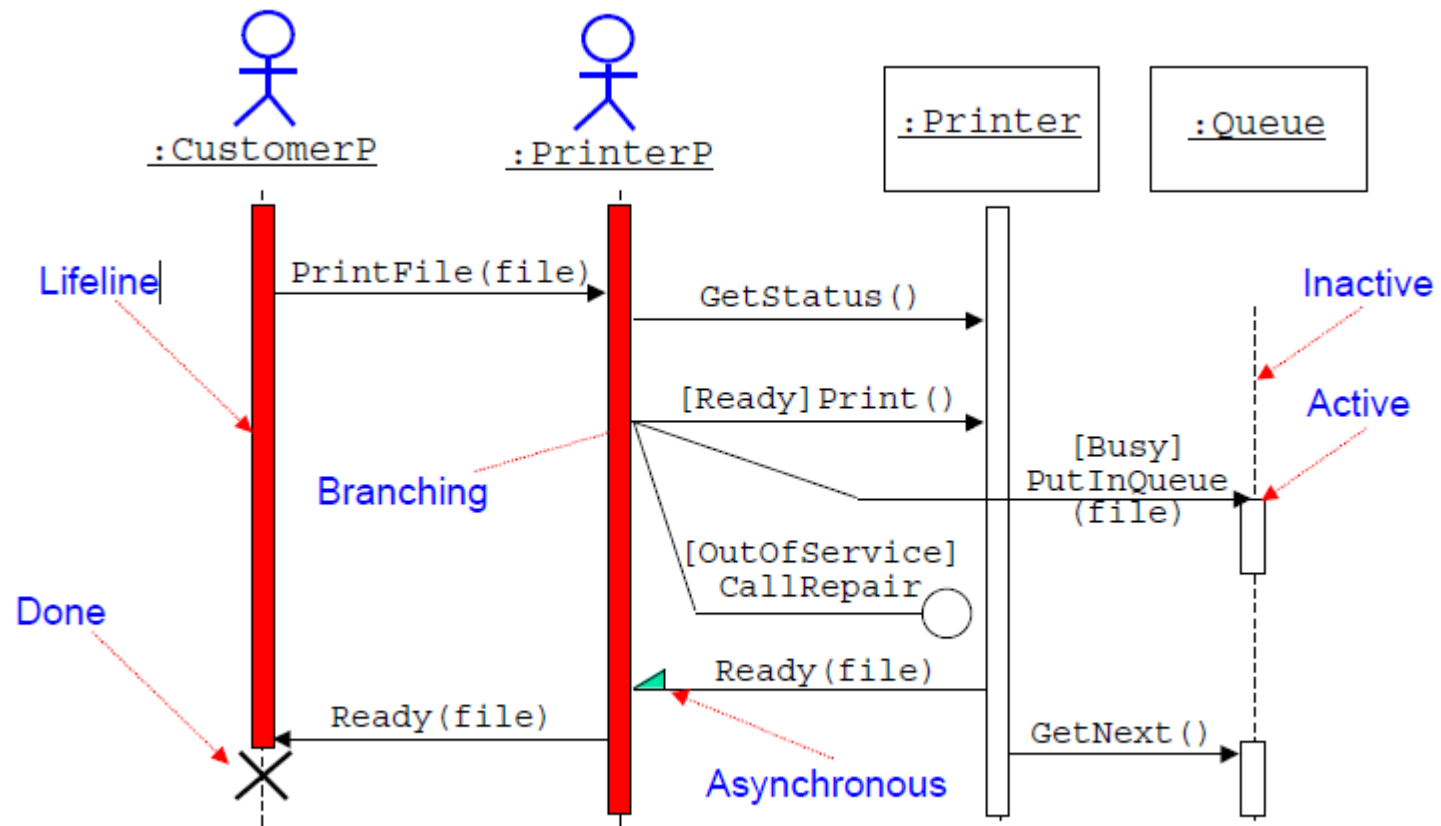 :CustomerP
:PrinterP
:Printer
:Queue
Lifeline
PrintFile(file)
GetStatus()
Inactive
[Ready]Print()
Active
Branching
[Busy]
PutInQueue
(file)
[OutOfService]
CallRepair
Done
Ready(file)
Ready(file)
GetNext()
Asynchronous